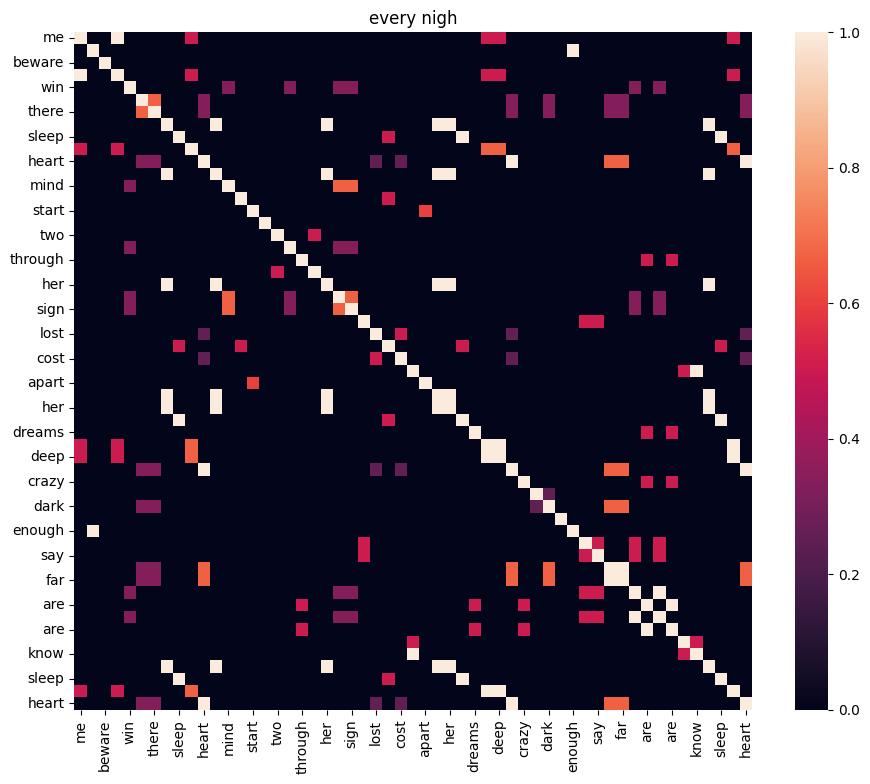 every nigh
me
beware
win
there
sleep
heart
mind
start
two
through
her
sign
lost
cost
apart
her
dreams
deep
crazy
dark
enough
say
far
are
are
know
sleep
heart
me beware win there sleep heart mind start two through her sign lost cost apart her dreams deep crazy dark enough say far are are know sleep heart
1.0
0.8
0.6
0.4
0.2
0.0